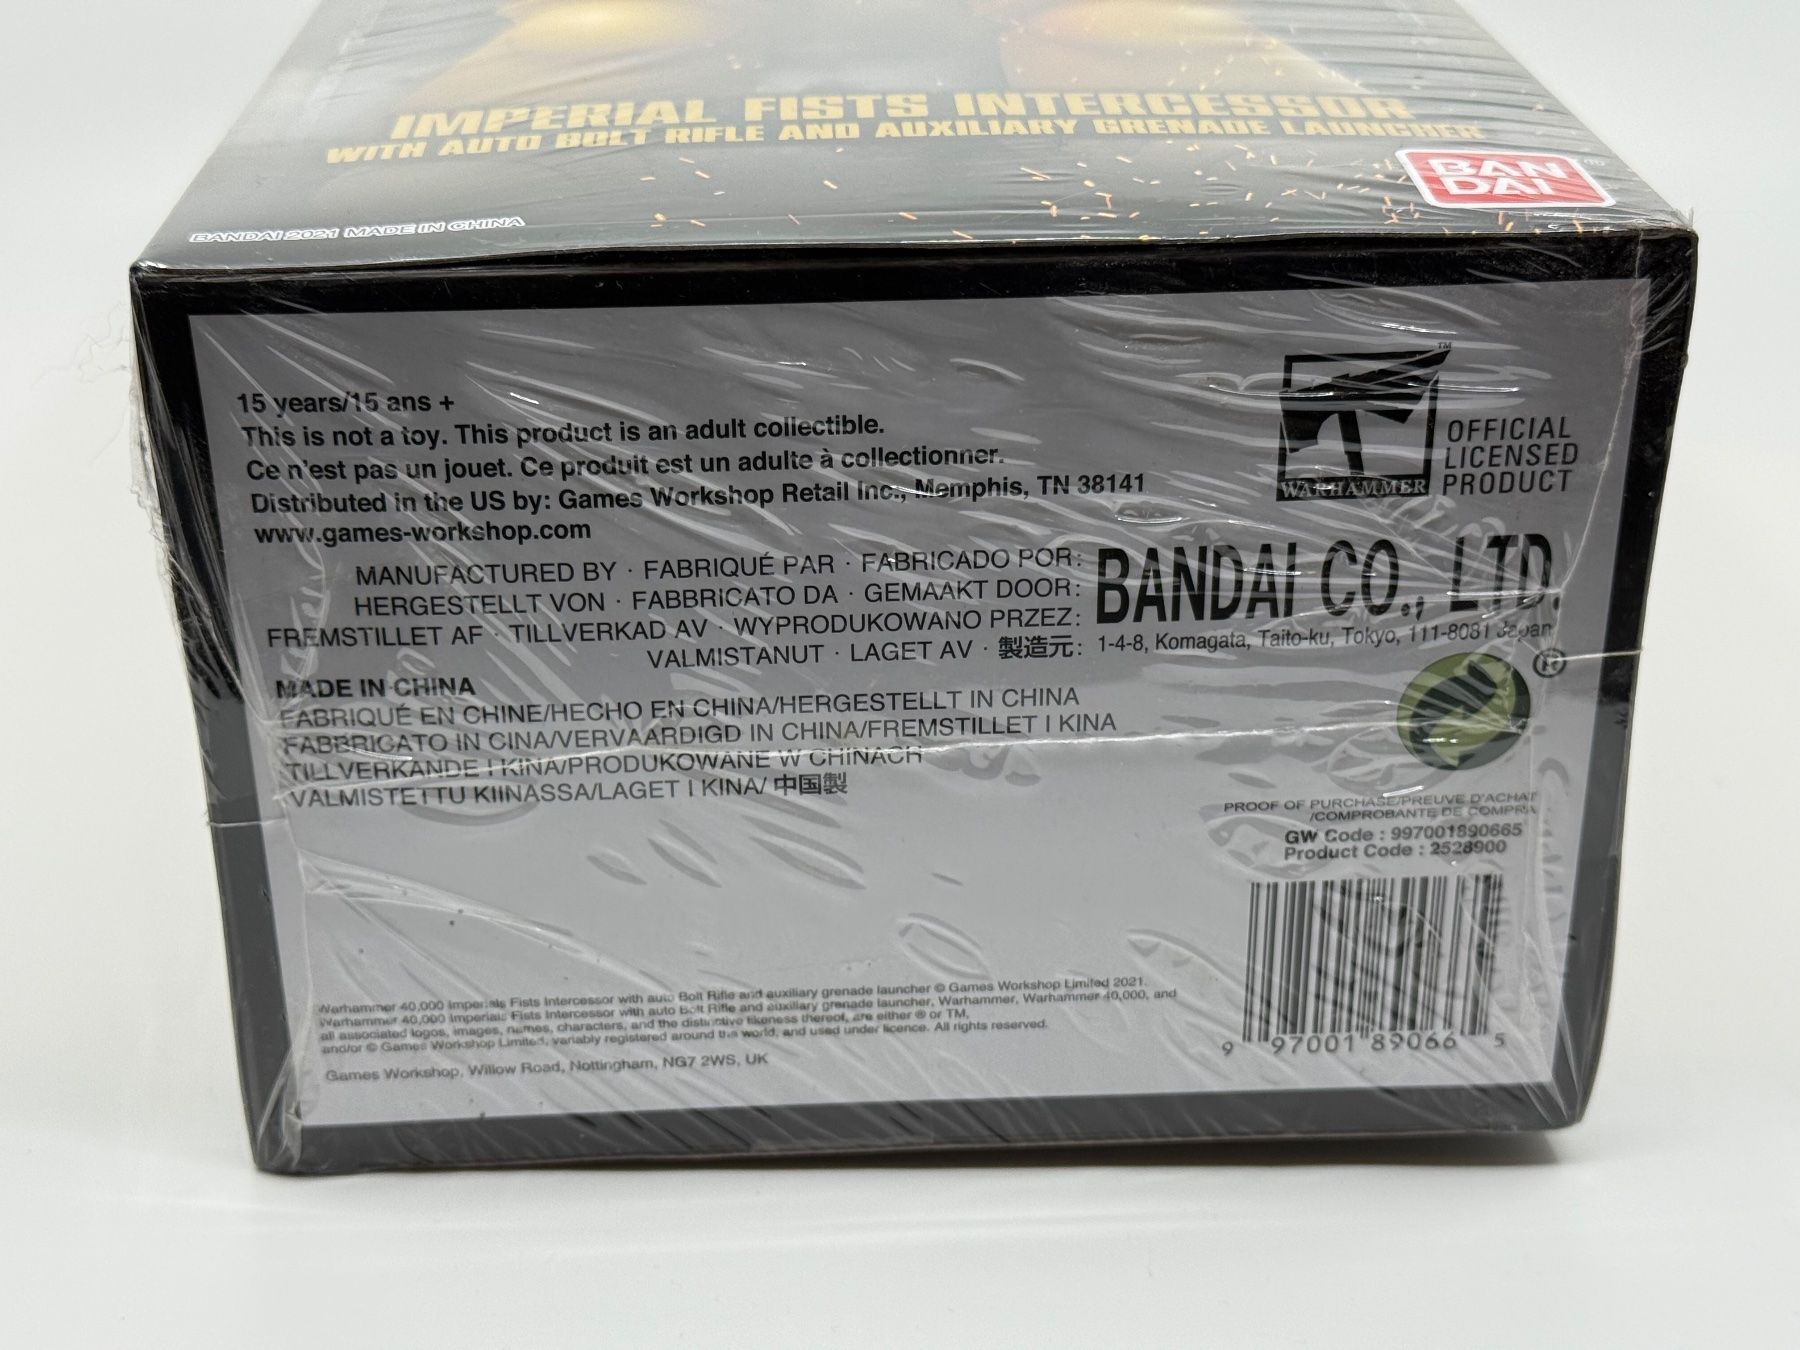 IMPERIAL FISTS INTERCESSOR
WITH AUTO BOLT RIFLE AND AUXILIARY GRENADE LAUNCHER
BAN
DAI
®
BANDAI 2021 MADE IN CHINA
15 years/15 ans +
This is not a toy. This product is an adult collectible.
Ce n'est pas un jouet. Ce produit est un adulte à collectionner.
Distributed in the US by: Games Workshop Retail Inc., Memphis, TN 38141
www.games-workshop.com
TM
WARHAMMER
OFFICIAL
LICENSED
PRODUCT
MANUFACTURED BY · FABRIQUÉ PAR · FABRICADO POR:
HERGESTELLT VON · FABBRICATO DA · GEMAAKT DOOR:
FREMSTILLET AF · TILLVERKAD AV · WYPRODUKOWANO PRZEZ:
VALMISTANUT · LAGET AV · 製造元:
BANDAI CO., LTD.
1-4-8, Komagata, Taito-ku, Tokyo, 111-8081 Japan
®
MADE IN CHINA
FABRIQUÉ EN CHINE/HECHO EN CHINA/HERGESTELLT IN CHINA
FABBRICATO IN CINA/VERVAARDIGD IN CHINA/FREMSTILLET I KINA
TILLVERKANDE I KINA/PRODUKOWANE W CHINACH
VALMISTETTU KIINASSA/LAGET I KINA/ 中国製
PROOF OF PURCHASE/PREUVE D'ACHAT
/COMPROBANTE DE COMPRA
GW Code : 997001890665
Product Code : 2528900
9 97001 89066 5
Warhammer 40,000 Imperials Fists Intercessor with auto Bolt Rifle and auxiliary grenade launcher © Games Workshop Limited 2021.
Warhammer 40,000 Imperials Fists Intercessor with auto Bolt Rifle and auxiliary grenade launcher, Warhammer, Warhammer 40,000, and
all associated logos, images, names, characters, and the distinctive likeness thereof, are either ® or TM,
and/or © Games Workshop Limited, variably registered around the world, and used under licence. All rights reserved.
Games Workshop, Willow Road, Nottingham, NG7 2WS, UK